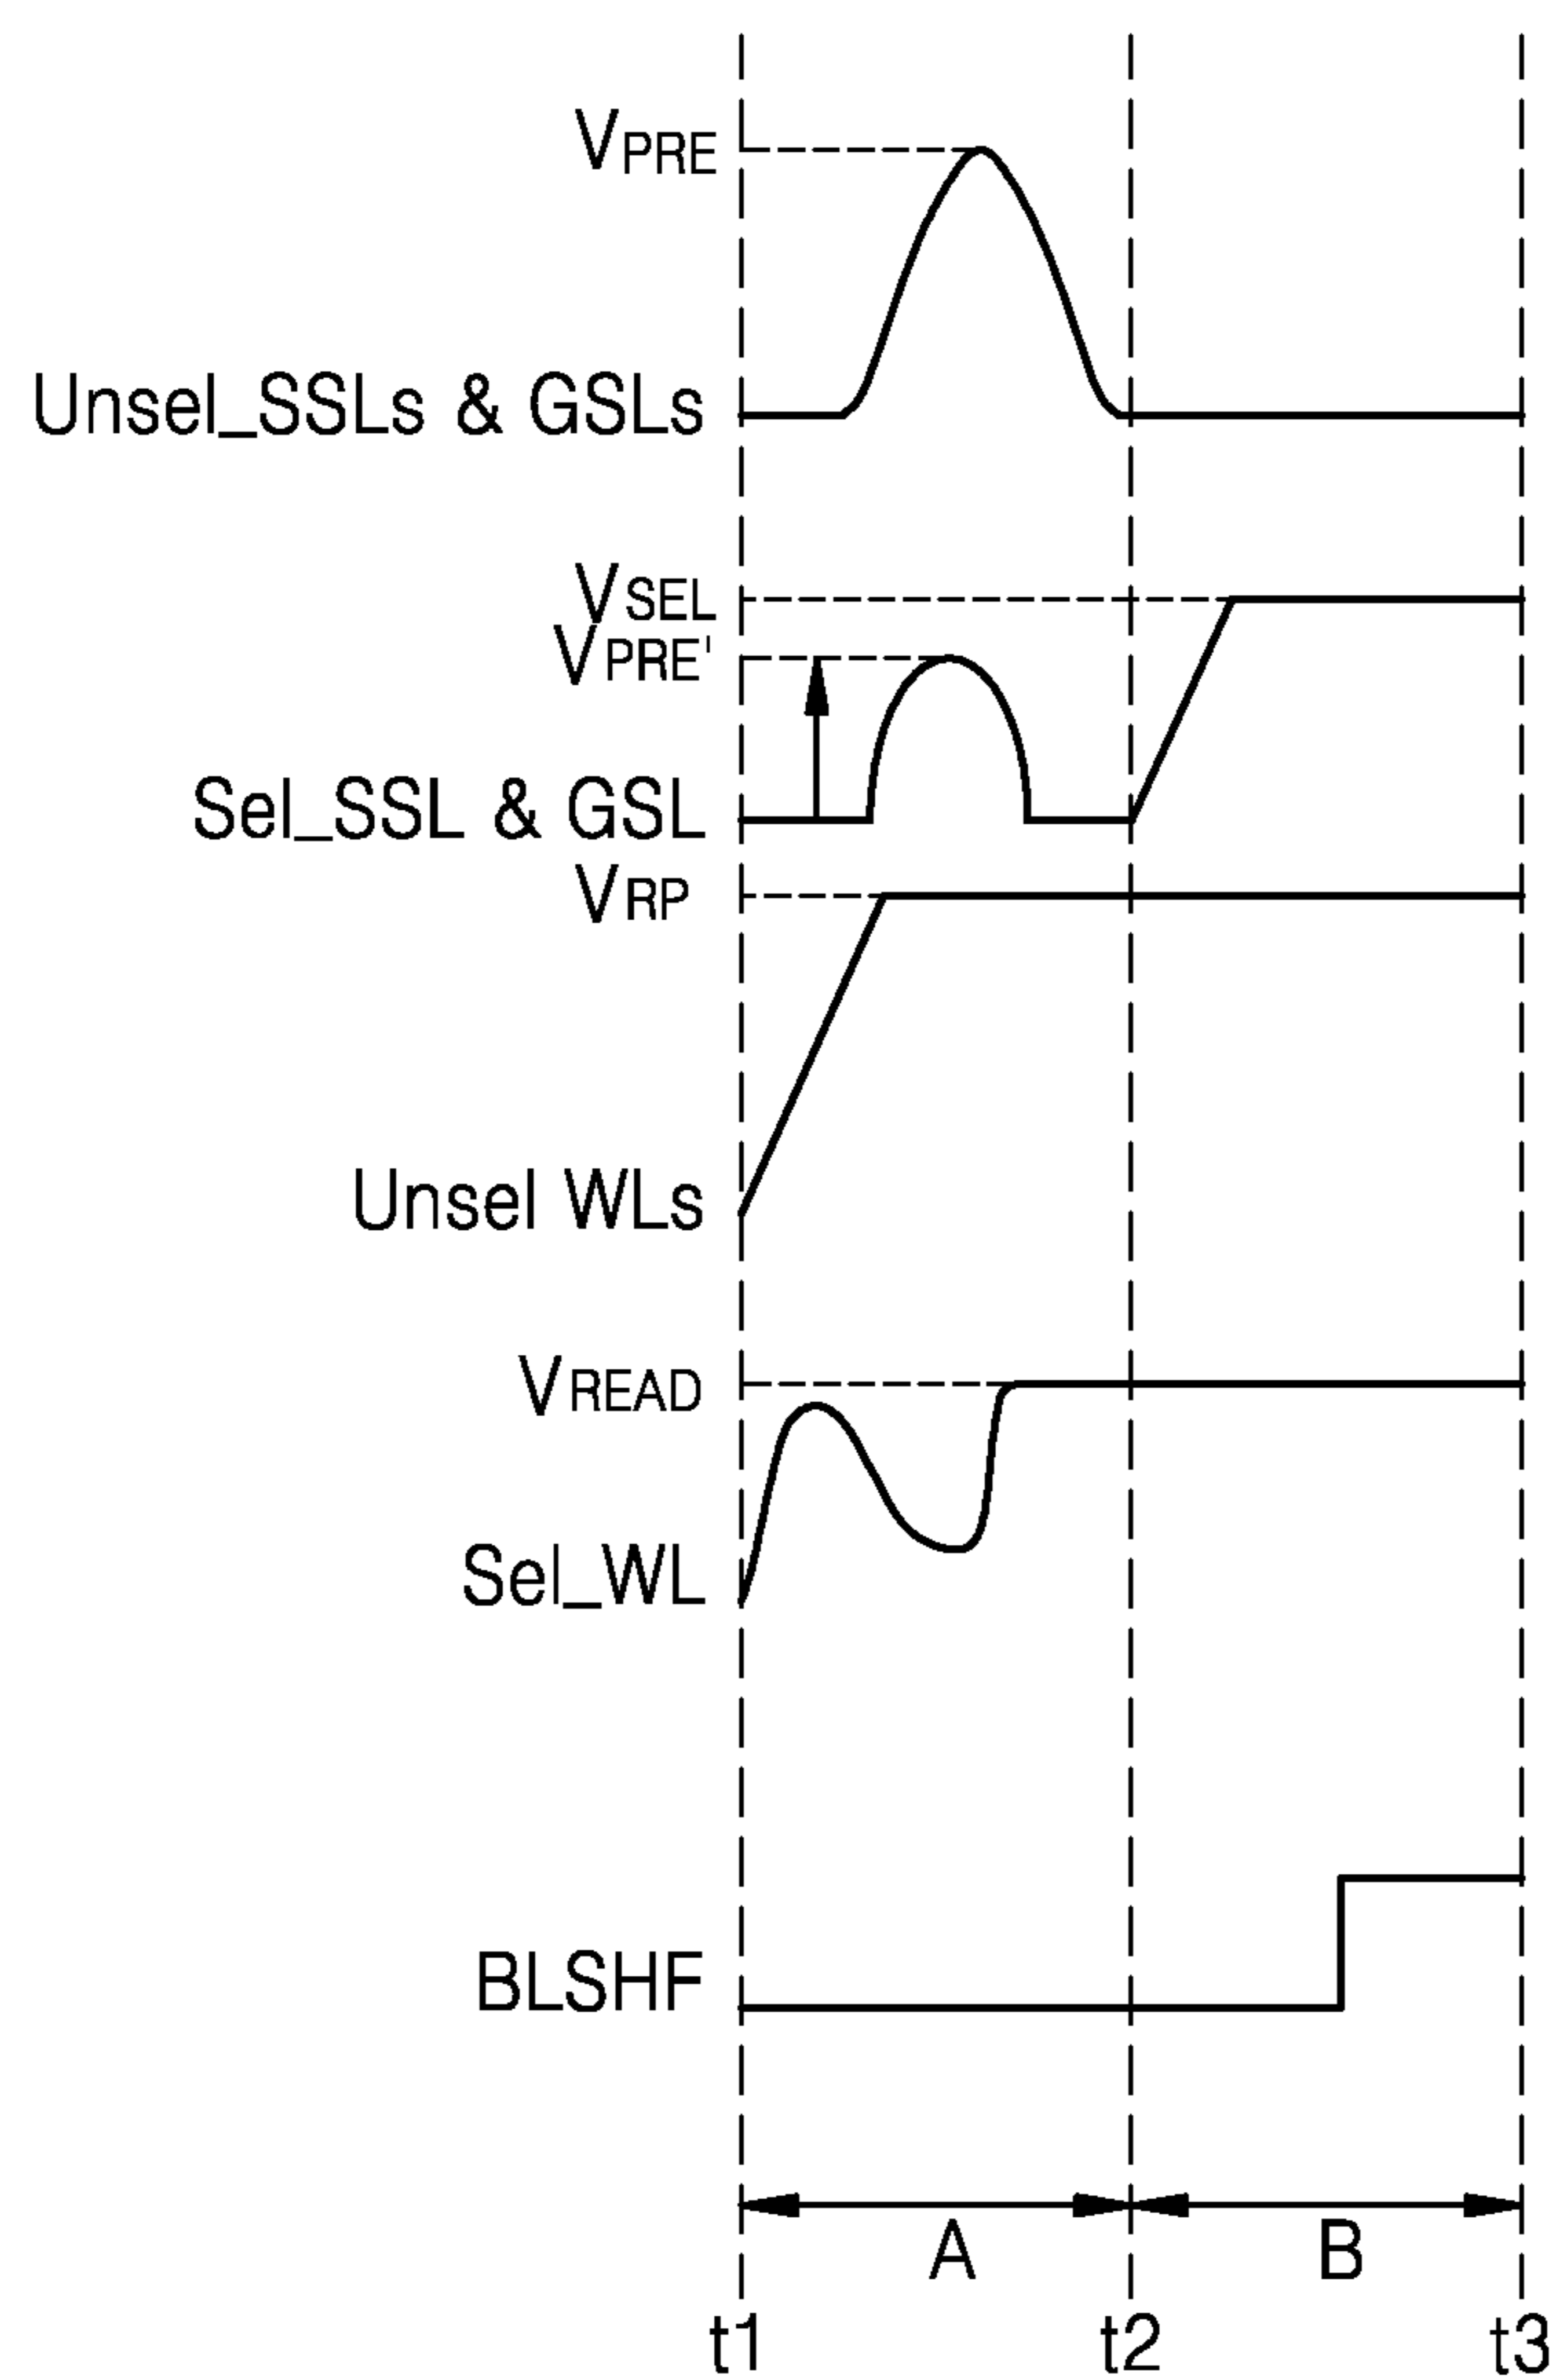 VPRE
Unsel_SSLs & GSLs
VSEL
VPRE'
Sel_SSL & GSL
VRP
Unsel WLs
VREAD
Sel_WL
BLSHF
A B
t1 t2 t3